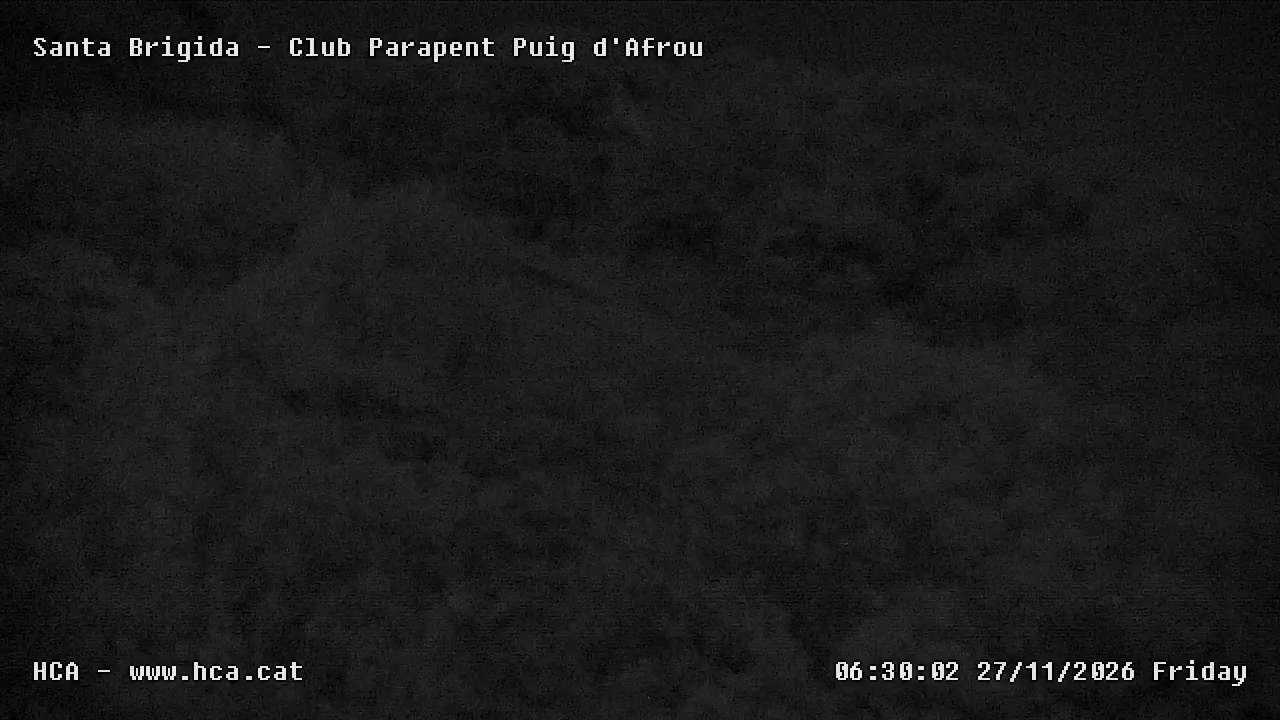 Santa Brigida - Club Parapent Puig d'Afrou
HCA - www.hca.cat
06:30:02 27/11/2026 Friday